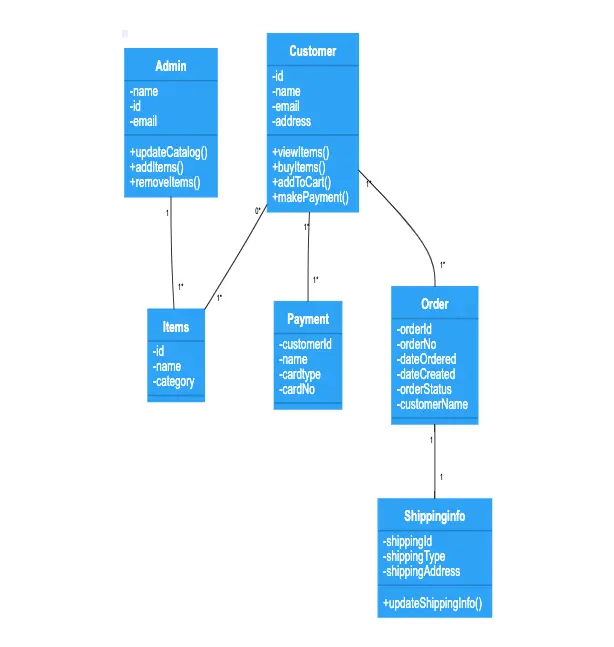 Admin
-name
-id
-email
+updateCatalog()
+addItems()
+removeItems()
Customer
-id
-name
-email
-address
+viewItems()
+buyItems()
+addToCart()
+makePayment()
1
0*
1*
1*
1*
1*
1*
1*
Items
-id
-name
-category
Payment
-customerId
-name
-cardtype
-cardNo
Order
-orderId
-orderNo
-dateOrdered
-dateCreated
-orderStatus
-customerName
1
1
Shippinginfo
-shippingId
-shippingType
-shippingAddress
+updateShippingInfo()